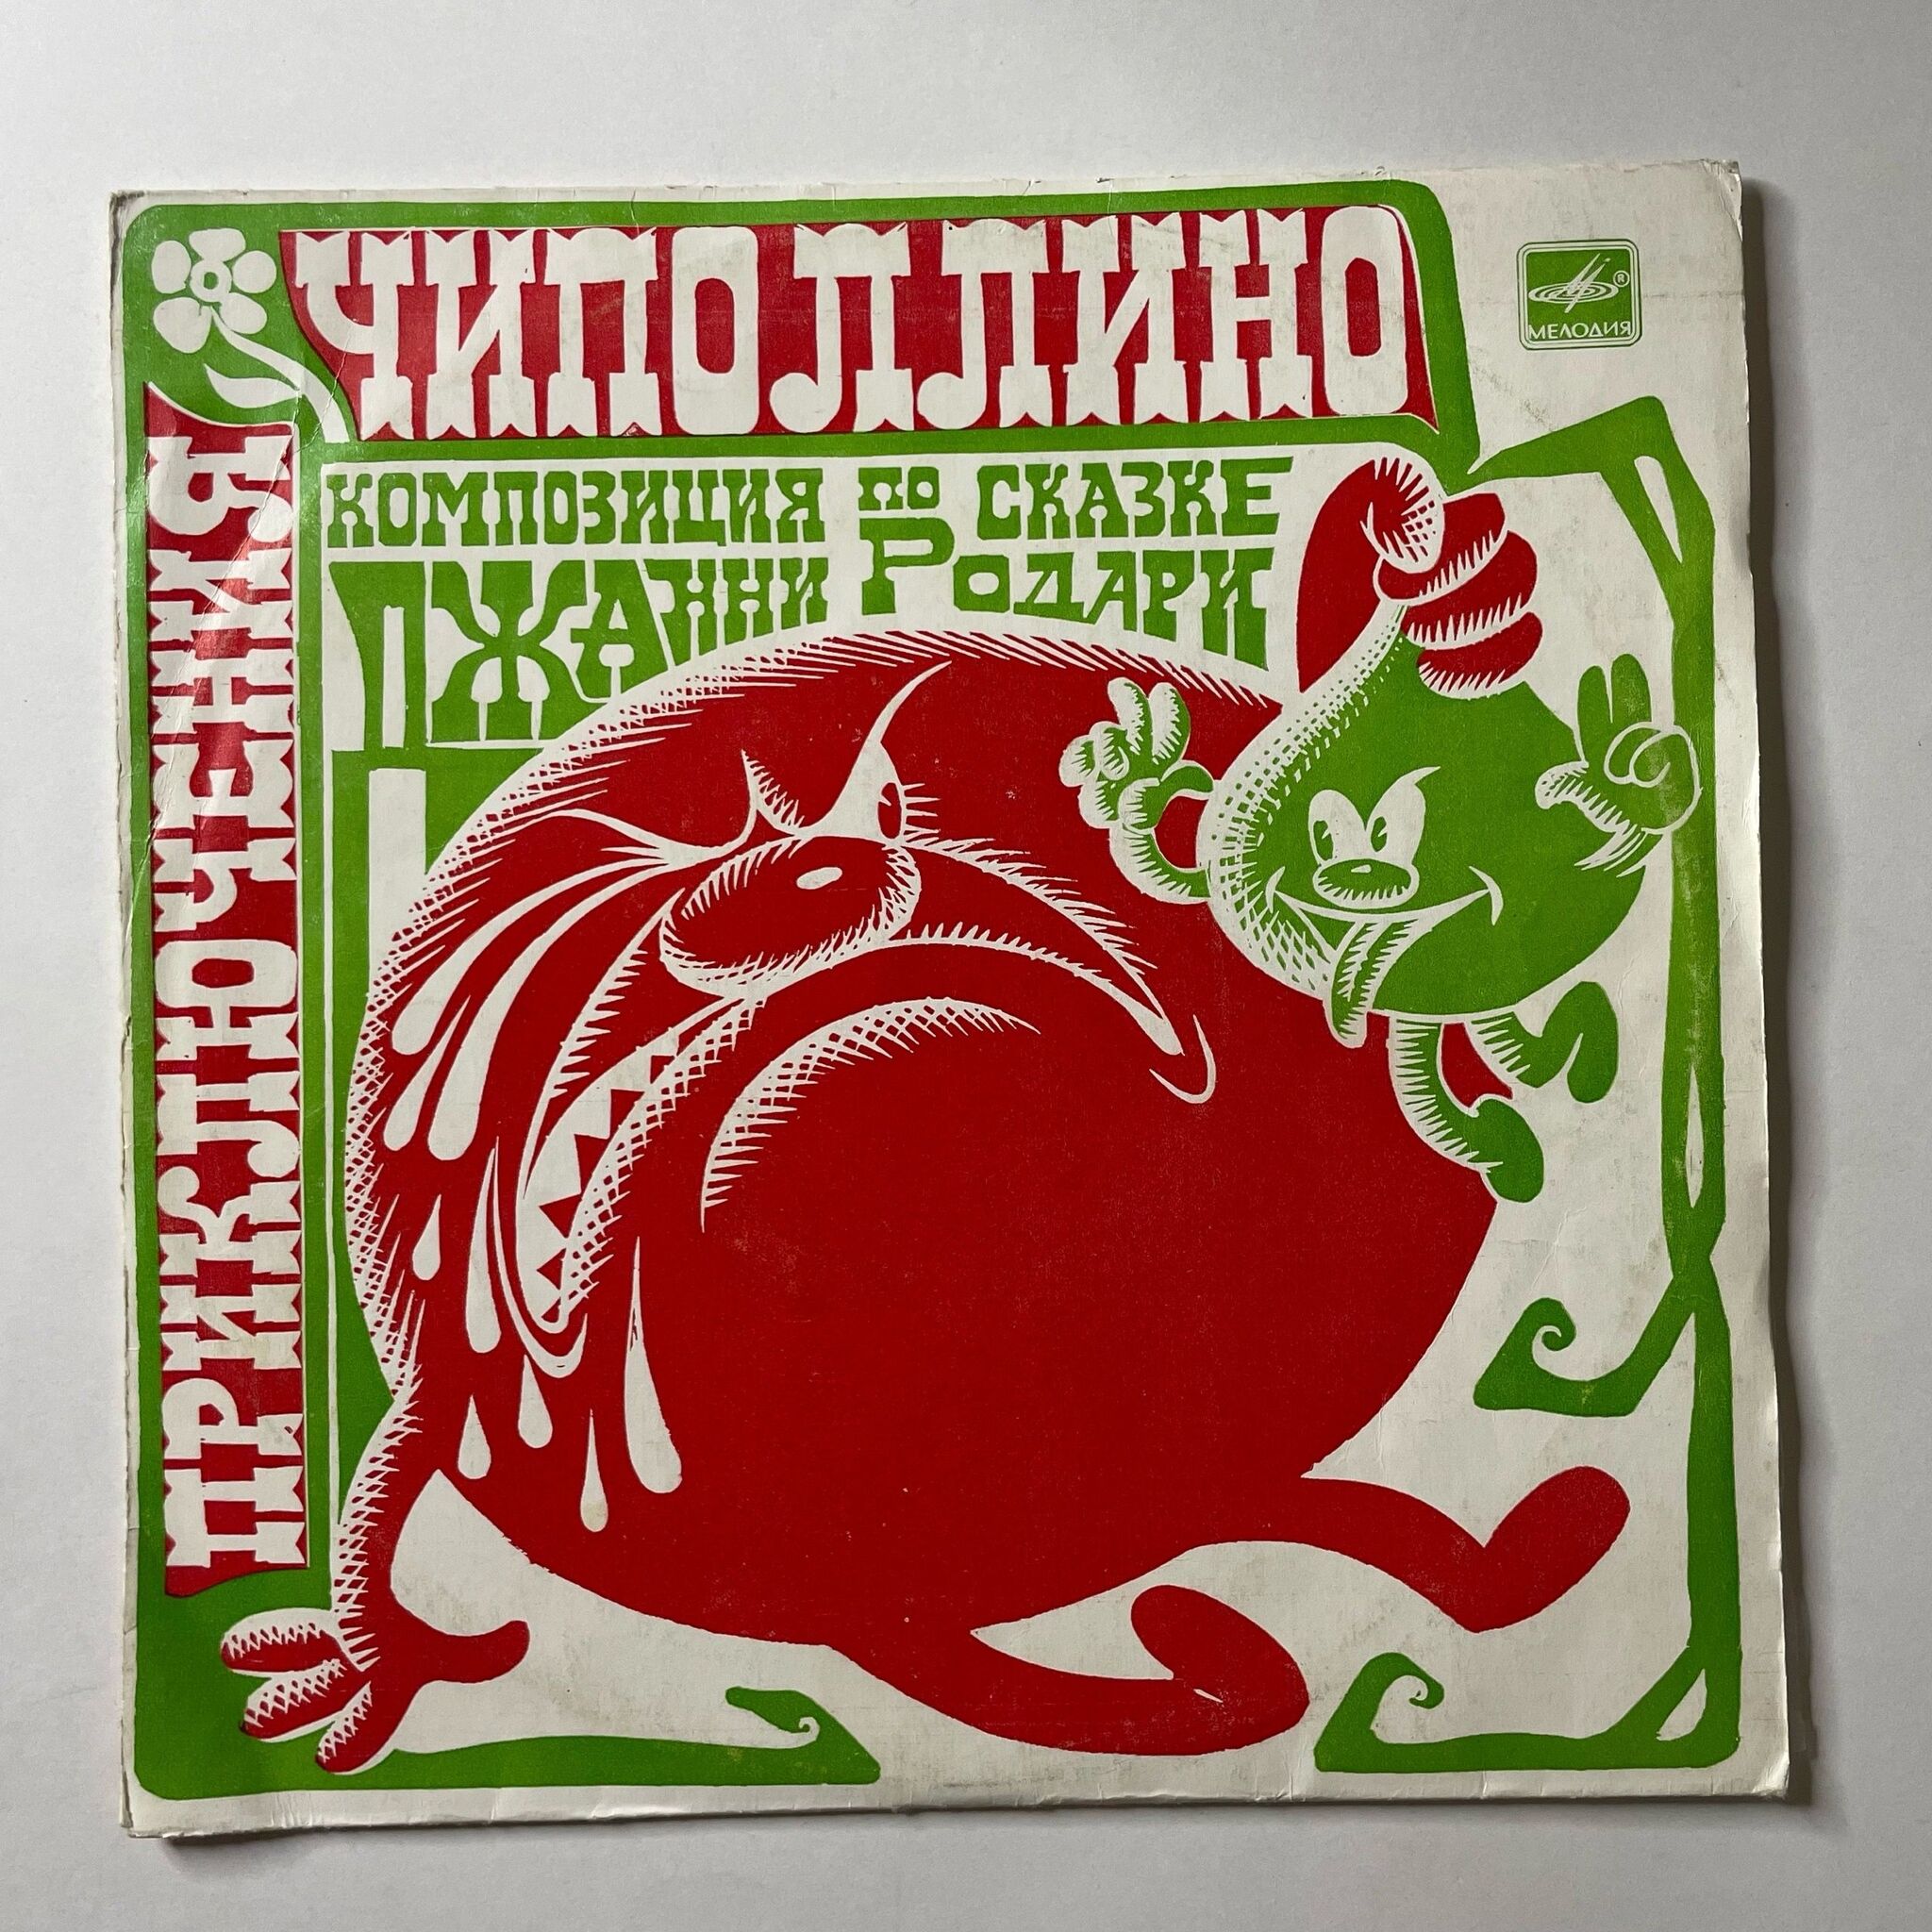 ПРИКЛЮЧЕНИЯ
ЧИПОЛЛИНО
КОМПОЗИЦИЯ ПО СКАЗКЕ
ДЖАННИ РОДАРИ
МЕЛОДИЯ ®